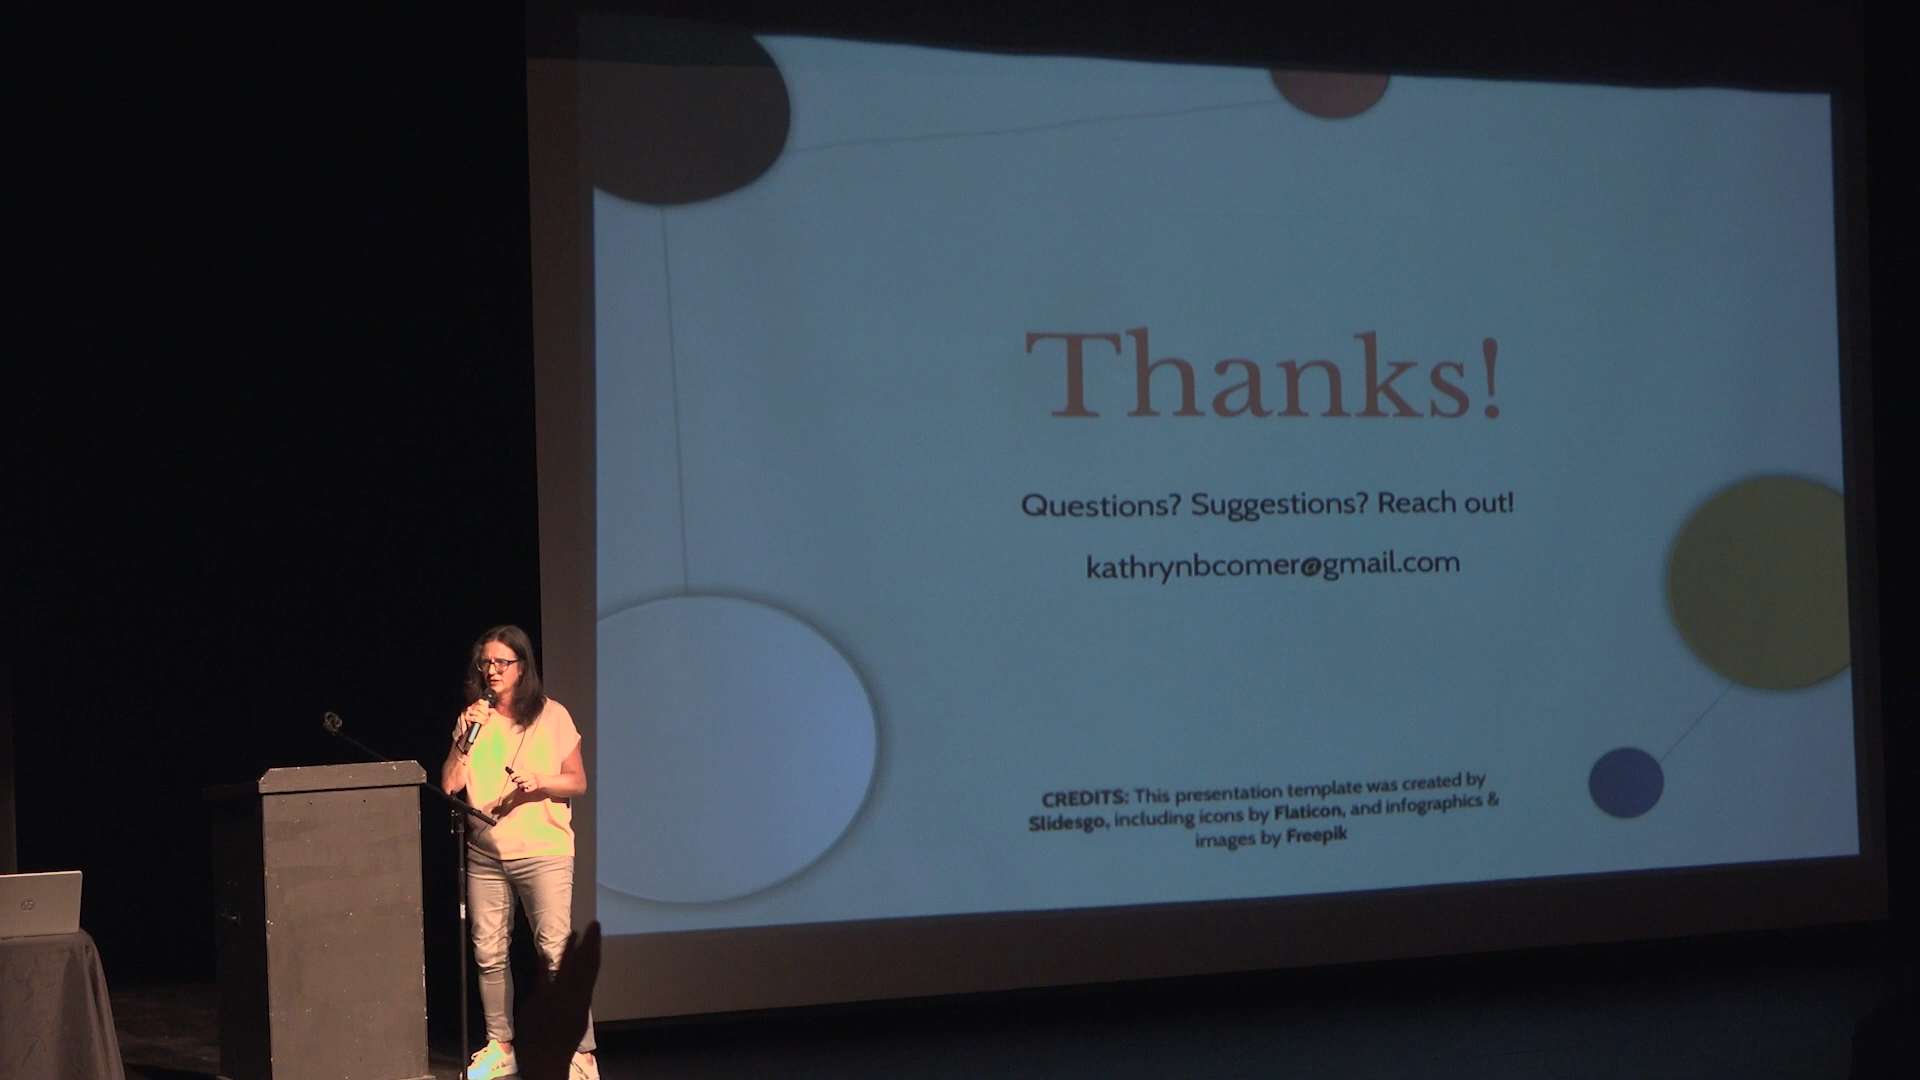 Thanks!
Questions? Suggestions? Reach out!
kathrynbcomer@gmail.com
CREDITS: This presentation template was created by
Slidesgo, including icons by Flaticon, and infographics &
images by Freepik
hp